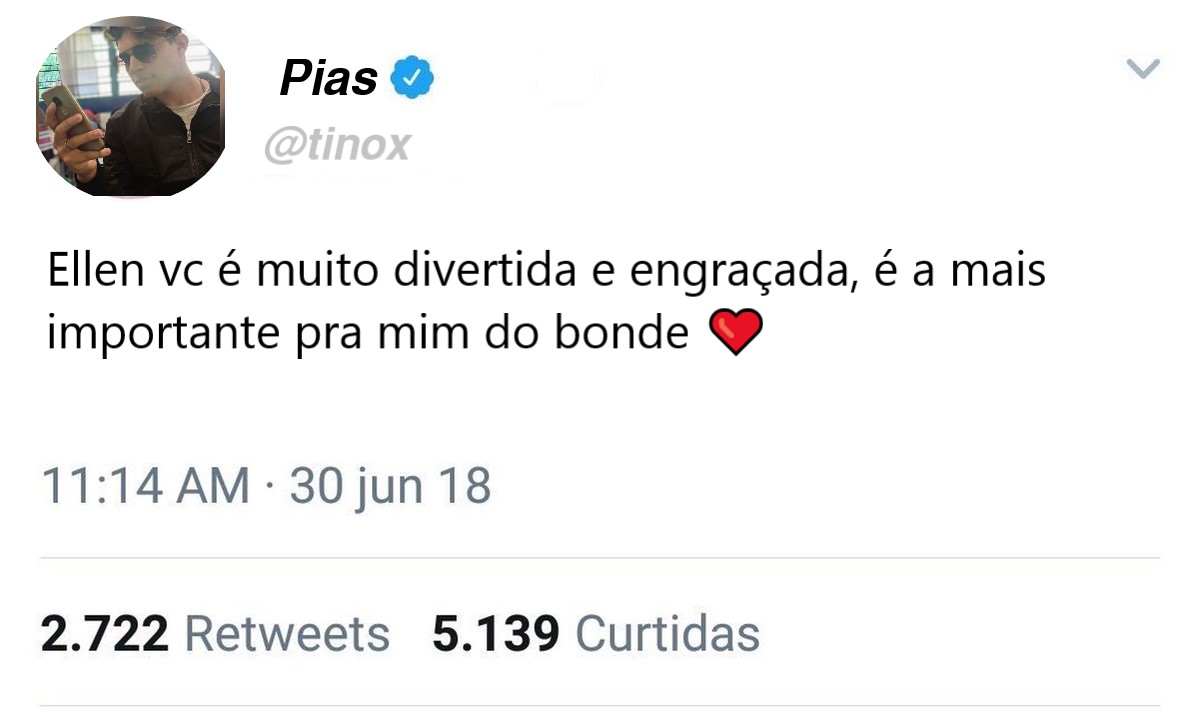 Pias
@tinox
Ellen vc é muito divertida e engraçada, é a mais
importante pra mim do bonde ❤
11:14 AM · 30 jun 18
2.722 Retweets 5.139 Curtidas